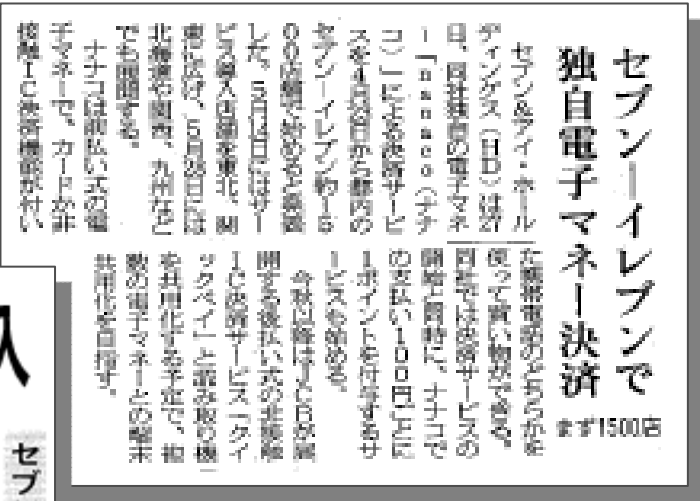 セブン―イレブンで
独自電子マネー決済
まず1500店
セブン&アイ・ホール
ディングス(HD)は27
日、同社独自の電子マネ
ー「nanaco(ナナ
コ)」による決済サービ
スを4月23日から都内の
セブン―イレブン約15
00店舗で始めると発表
した。5月14日にはサー
ビス導入店舗を東北、関
東に広げ、5月28日には
北海道や関西、九州など
でも開始する。
ナナコは前払い式の電
子マネーで、カードか非
接触IC決済機能が付い
た携帯電話のどちらかを
使って買い物ができる。
同社では決済サービスの
開始と同時に、ナナコで
の支払い100円ごとに
1ポイントを付与するサ
ービスも始める。
今秋以降はJCBが展
開する後払い式の非接触
IC決済サービス「クイ
ックペイ」と読み取り機
を共用化する予定で、他
の電子マネーとの端末
共用化を目指す。
セブ